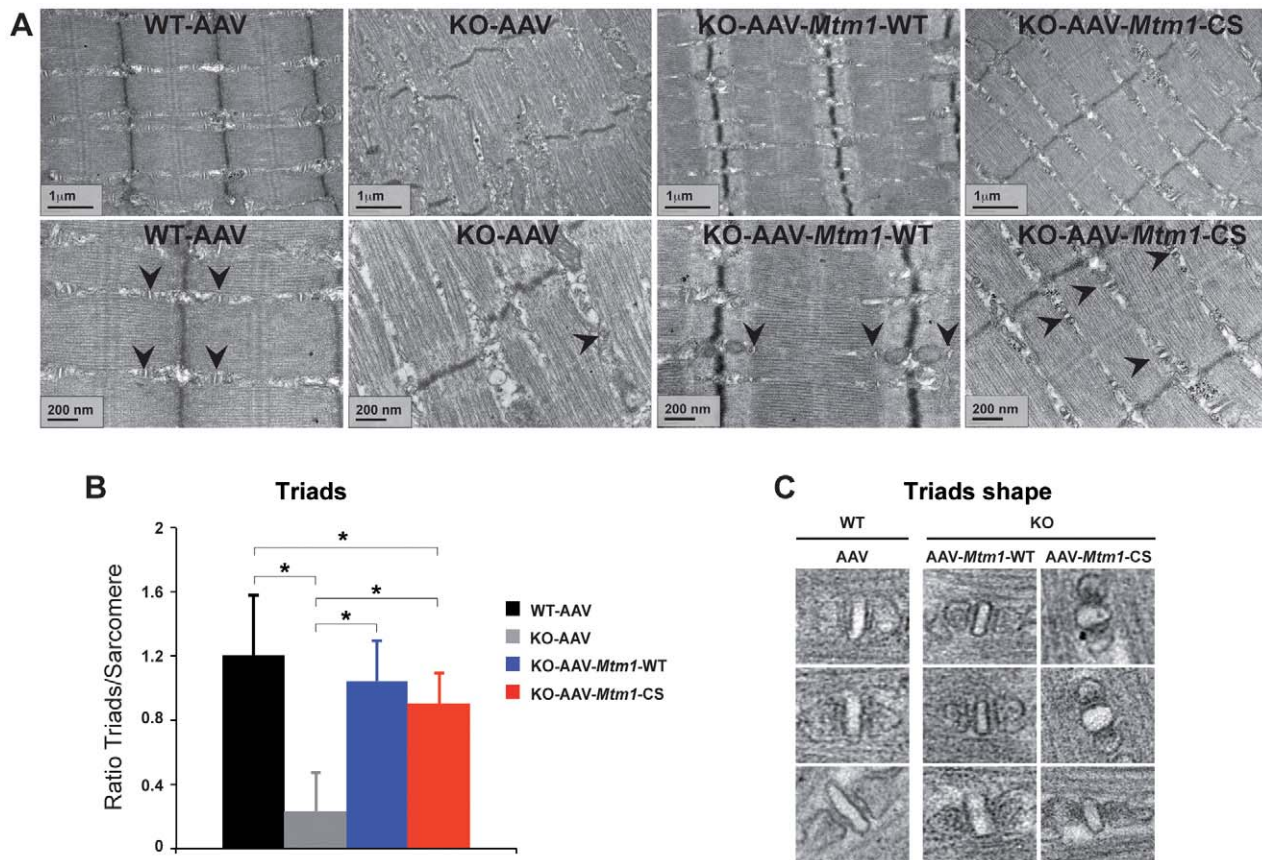 A
WT-AAV KO-AAV KO-AAV-Mtm1-WT KO-AAV-Mtm1-CS
1μm 1μm 1μm 1μm
WT-AAV KO-AAV KO-AAV-Mtm1-WT KO-AAV-Mtm1-CS
200 nm 200 nm 200 nm 200 nm
B Triads
Ratio Triads/Sarcomere
2
1.6
1.2
0.8
0.4
0
* * * *
WT-AAV
KO-AAV
KO-AAV-Mtm1-WT
KO-AAV-Mtm1-CS
C Triads shape
WT KO
AAV AAV-Mtm1-WT AAV-Mtm1-CS